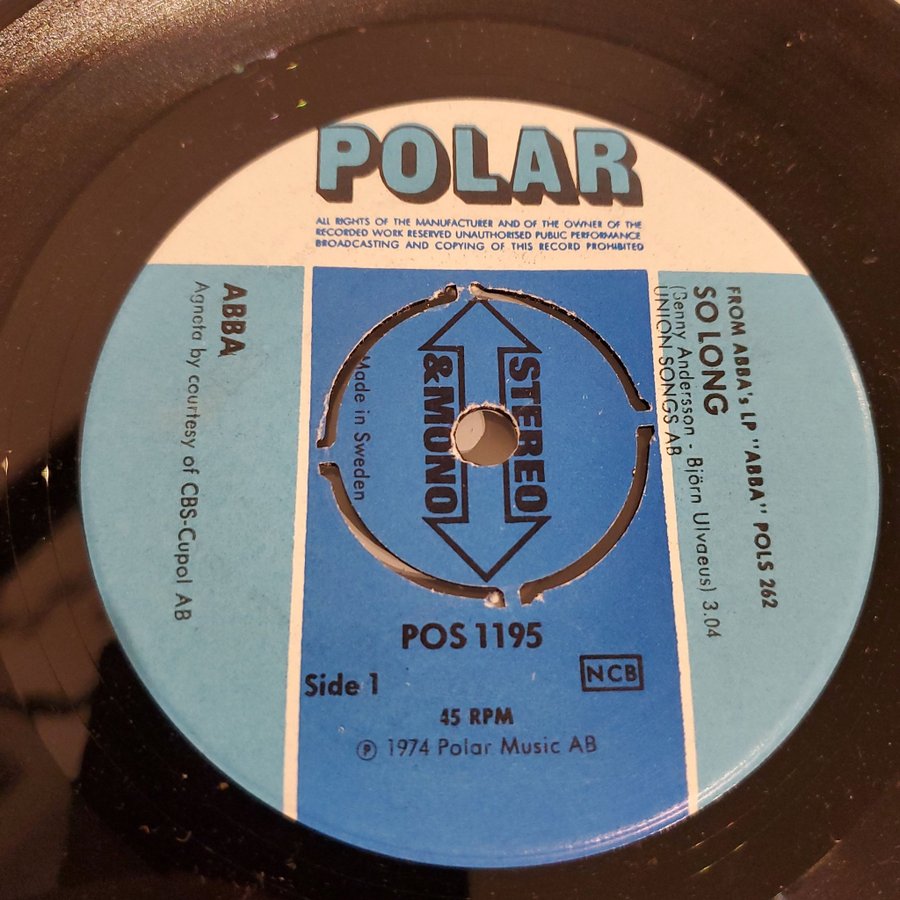 POLAR
ALL RIGHTS OF THE MANUFACTURER AND OF THE OWNER OF THE
RECORDED WORK RESERVED UNAUTHORISED PUBLIC PERFORMANCE
BROADCASTING AND COPYING OF THIS RECORD PROHIBITED
FROM ABBA's LP "ABBA" POLS 262
SO LONG
(Benny Andersson - Björn Ulvaeus) 3.04
UNION SONGS AB
STEREO
&MONO
Made in Sweden
ABBA
Agneta by courtesy of CBS-Cupol AB
POS 1195
Side 1
NCB
45 RPM
℗ 1974 Polar Music AB